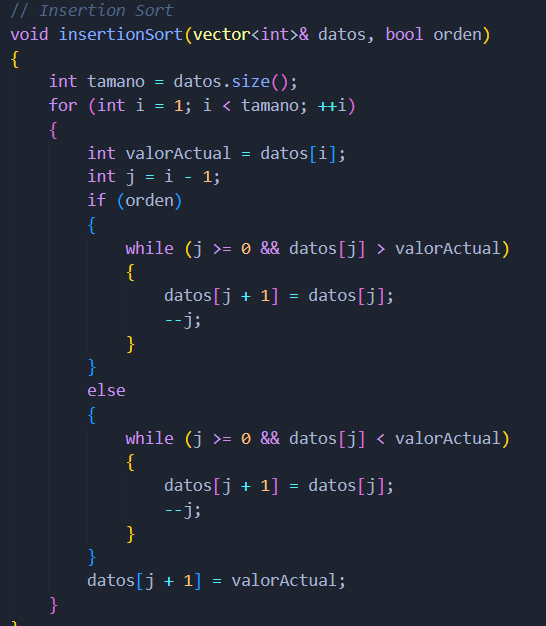 // Insertion Sort
void insertionSort(vector<int>& datos, bool orden)
{
    int tamano = datos.size();
    for (int i = 1; i < tamano; ++i)
    {
        int valorActual = datos[i];
        int j = i - 1;
        if (orden)
        {
            while (j >= 0 && datos[j] > valorActual)
            {
                datos[j + 1] = datos[j];
                --j;
            }
        }
        else
        {
            while (j >= 0 && datos[j] < valorActual)
            {
                datos[j + 1] = datos[j];
                --j;
            }
        }
        datos[j + 1] = valorActual;
    }
}